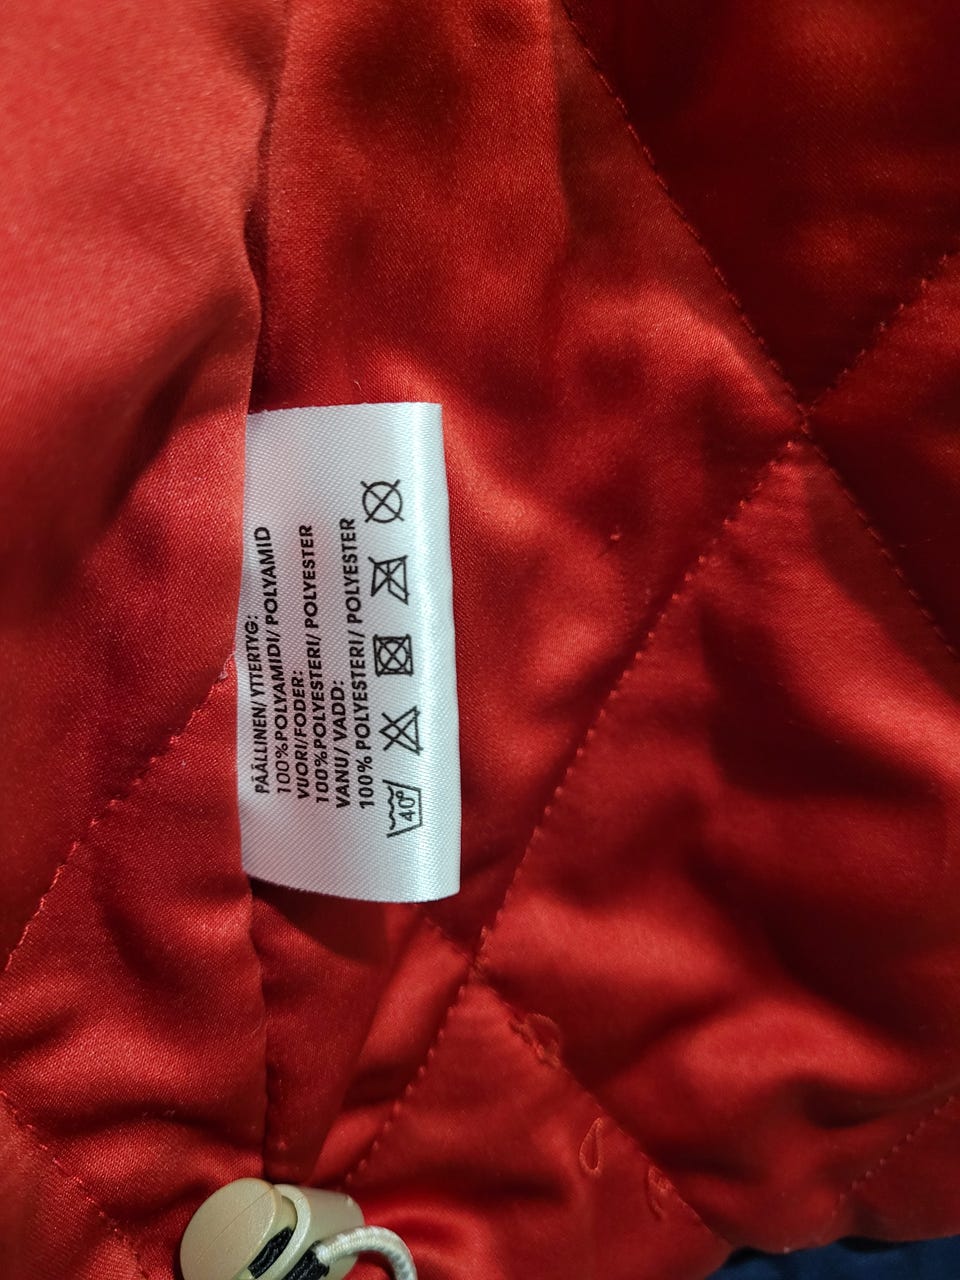 PÄÄLLINEN/ YTTERTYG:
100%POLYAMIDI/ POLYAMID
VUORI/FODER:
100%POLYESTERI/ POLYESTER
VANU/ VADD:
100% POLYESTERI/ POLYESTER
40°